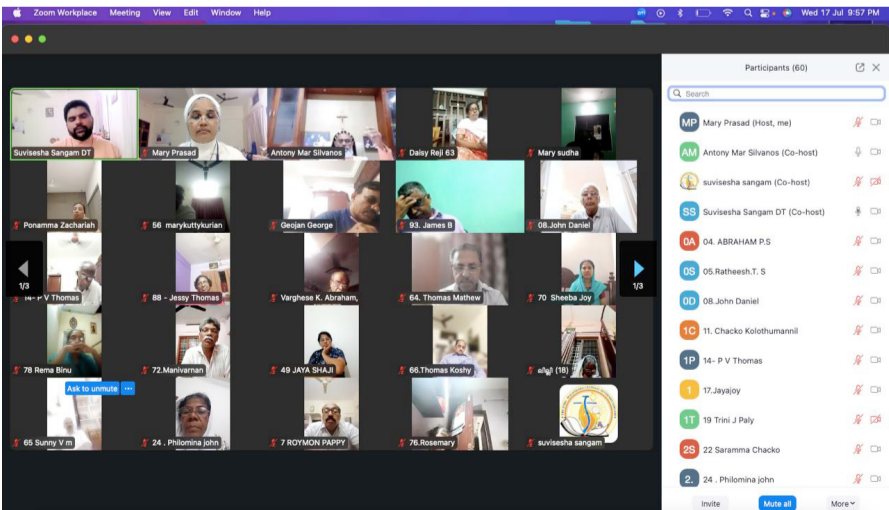 Zoom Workplace Meeting View Edit Window Help
Wed 17 Jul 9:57 PM
Participants (60)
Search
Suvisesha Sangam DT
Mary Prasad
Antony Mar Silvanos
Daisy Reji 63
Mary sudha
Ponamma Zachariah
56 marykuttykurian
Geojan George
93. James B
08.John Daniel
1/3
1/3
14- P V Thomas
88 - Jessy Thomas
Varghese K. Abraham,
64. Thomas Mathew
70 Sheeba Joy
78 Rema Binu
72.Manivarnan
49 JAYA SHAJI
66.Thomas Koshy
(18)
Ask to unmute ...
65 Sunny V m
24 . Philomina john
7 ROYMON PAPPY
76.Rosemary
suvisesha sangam
MP Mary Prasad (Host, me)
AM Antony Mar Silvanos (Co-host)
suvisesha sangam (Co-host)
SS Suvisesha Sangam DT (Co-host)
0A 04. ABRAHAM P.S
0S 05.Ratheesh.T. S
0D 08.John Daniel
1C 11. Chacko Kolothumannil
1P 14- P V Thomas
1 17.Jayajoy
1T 19 Trini J Paly
2S 22 Saramma Chacko
2. 24 . Philomina john
Invite
Mute all
More